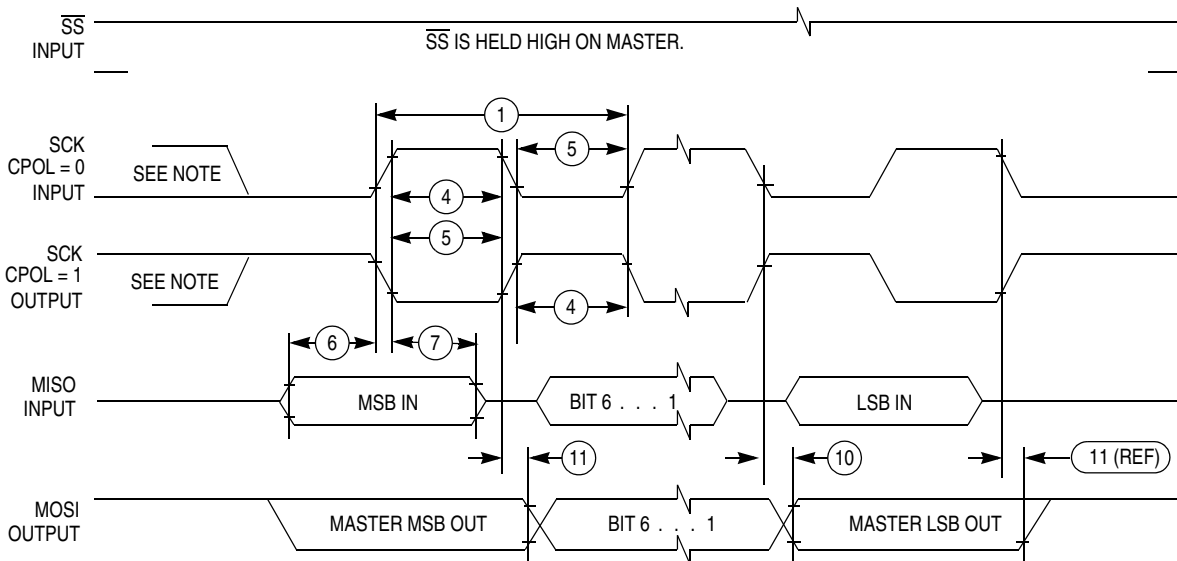 SS
INPUT
SS IS HELD HIGH ON MASTER.
1
SCK
CPOL = 0
INPUT
SEE NOTE
5
4
5
SCK
CPOL = 1
OUTPUT
SEE NOTE
4
6
7
MISO
INPUT
MSB IN
BIT 6 . . . 1
LSB IN
11
10
11 (REF)
MOSI
OUTPUT
MASTER MSB OUT
BIT 6 . . . 1
MASTER LSB OUT